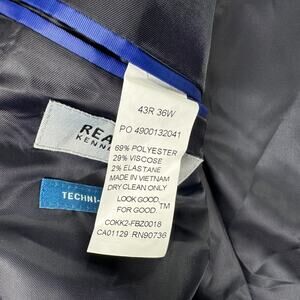 43R 36W
PO 4900132041
69% POLYESTER
29% VISCOSE
2% ELASTANE
MADE IN VIETNAM
DRY CLEAN ONLY
LOOK GOOD.
FOR GOOD.™
COKK2-FBZ0018
CA01129 RN90736
REA
KENN
TECHNI-